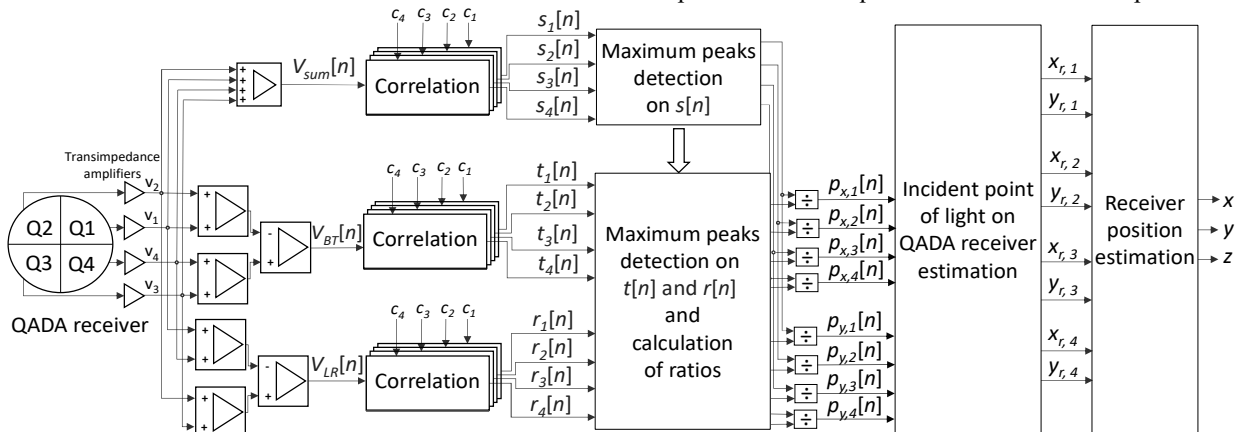 c4 c3 c2 c1
Vsum[n]
Correlation
s1[n]
s2[n]
s3[n]
s4[n]
Maximum peaks
detection
on s[n]
Transimpedance
amplifiers
v2
v1
v4
v3
Q2 Q1
Q3 Q4
QADA receiver
+
+
+
+
+
+
+
+
-
+
VBT[n]
c4 c3 c2 c1
Correlation
t1[n]
t2[n]
t3[n]
t4[n]
+
+
+
+
-
+
VLR[n]
c4 c3 c2 c1
Correlation
r1[n]
r2[n]
r3[n]
r4[n]
Maximum peaks
detection on
t[n] and r[n]
and
calculation
of ratios
÷ px,1[n]
÷ px,2[n]
÷ px,3[n]
÷ px,4[n]
÷ py,1[n]
÷ py,2[n]
÷ py,3[n]
÷ py,4[n]
Incident point
of light on
QADA receiver
estimation
xr, 1
yr, 1
xr, 2
yr, 2
xr, 3
yr, 3
xr, 4
yr, 4
Receiver
position
estimation
x
y
z